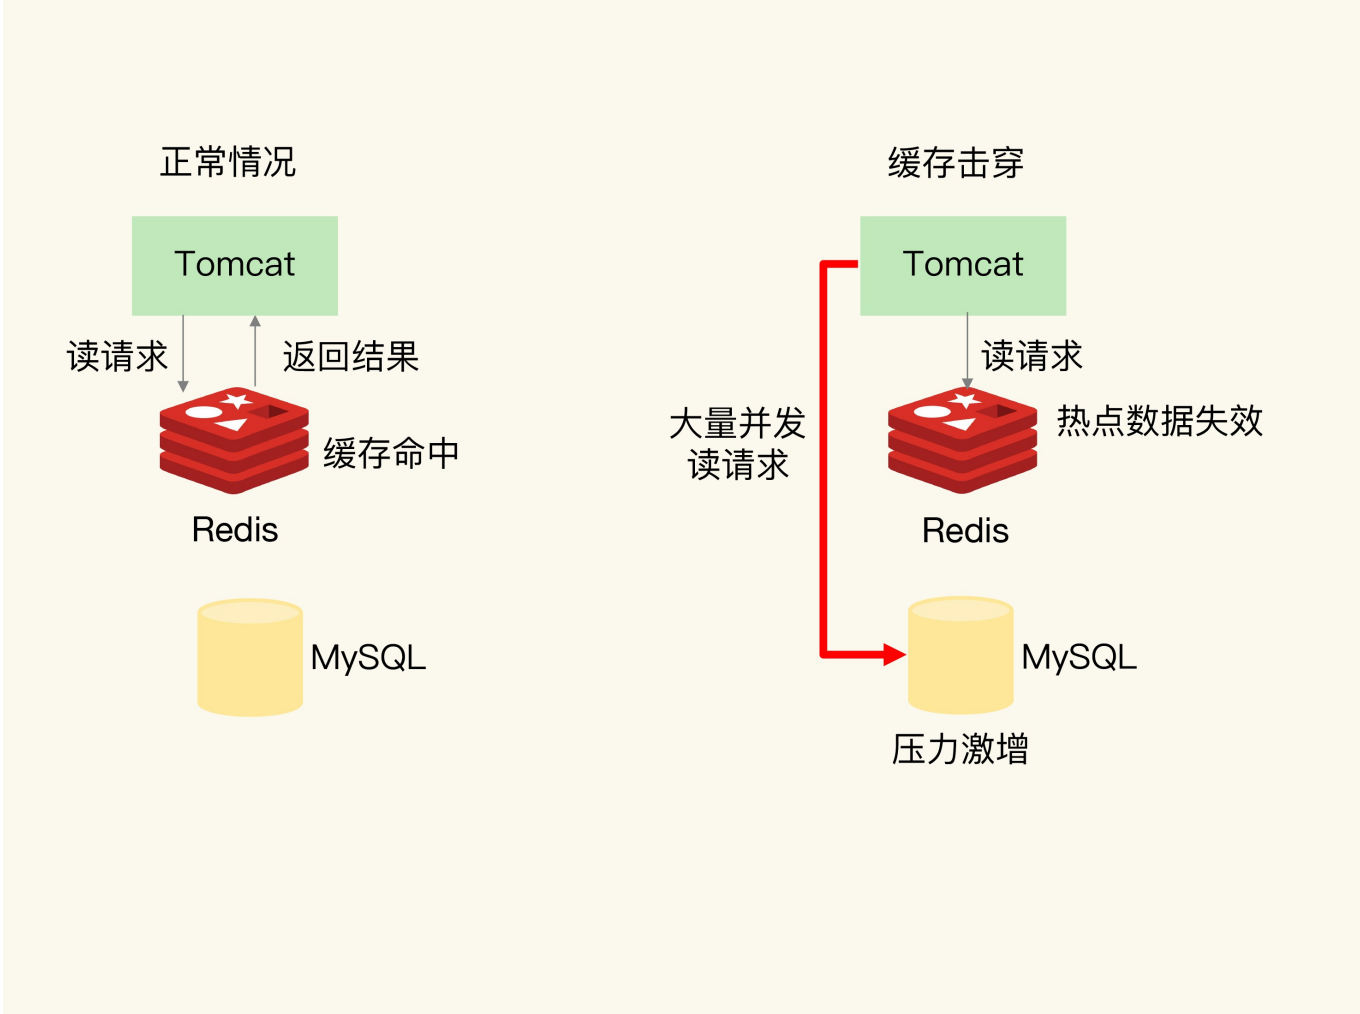 正常情况
Tomcat
读请求
返回结果
缓存命中
Redis
MySQL
缓存击穿
Tomcat
读请求
大量并发
读请求
热点数据失效
Redis
MySQL
压力激增